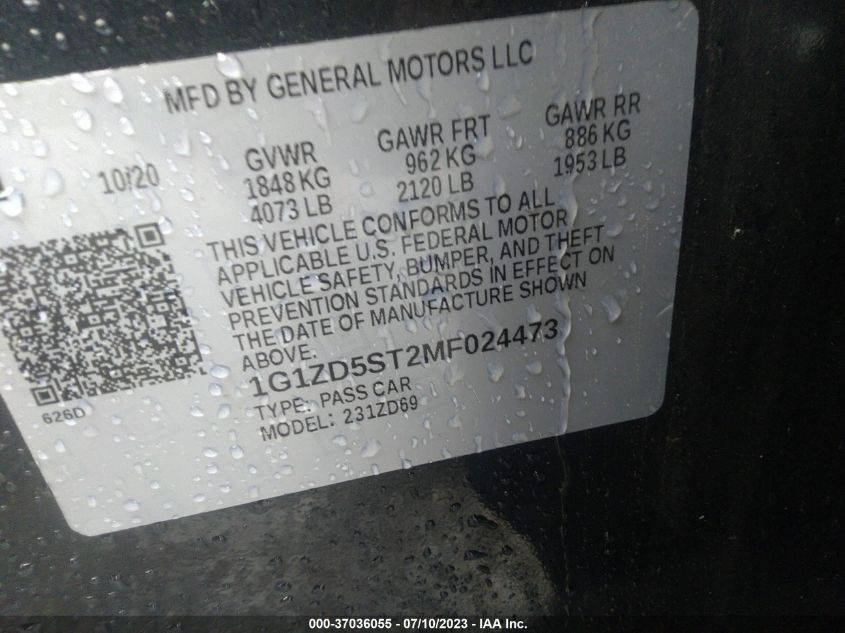 MFD BY GENERAL MOTORS LLC
10/20
GVWR
1848 KG
4073 LB
GAWR FRT
962 KG
2120 LB
GAWR RR
886 KG
1953 LB
THIS VEHICLE CONFORMS TO ALL
APPLICABLE U.S. FEDERAL MOTOR
VEHICLE SAFETY, BUMPER, AND THEFT
PREVENTION STANDARDS IN EFFECT ON
THE DATE OF MANUFACTURE SHOWN
ABOVE.
1G1ZD5ST2MF024473
TYPE: PASS CAR
MODEL: 231ZD69
626D
000-37036055 - 07/10/2023 - IAA Inc.